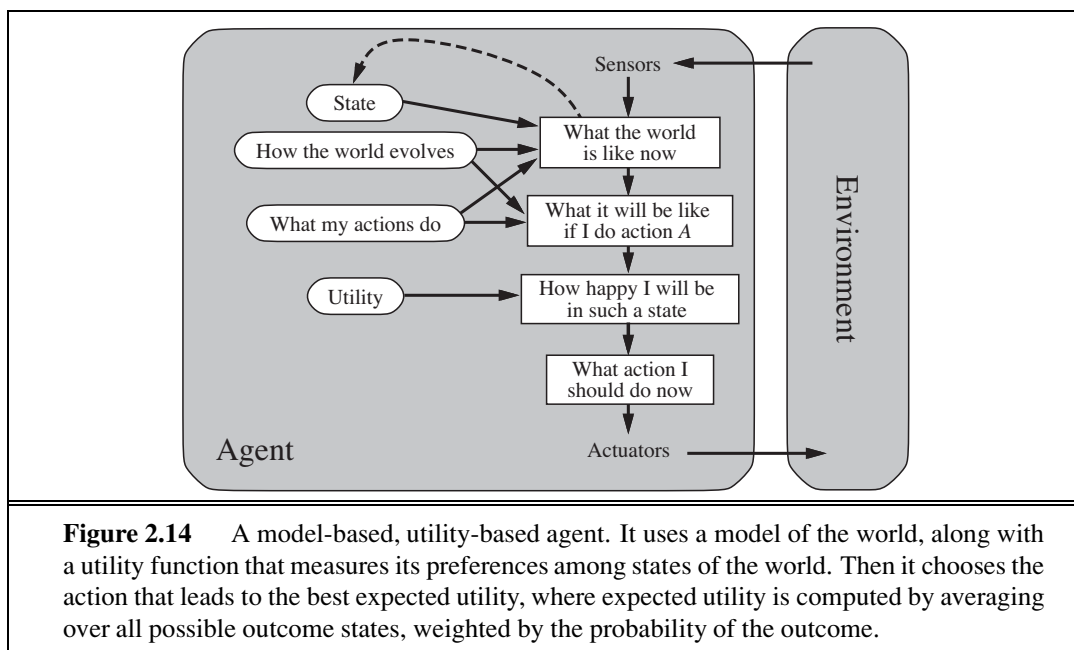 Sensors
State
What the world
is like now
How the world evolves
What my actions do
What it will be like
if I do action A
Utility
How happy I will be
in such a state
What action I
should do now
Agent
Actuators
Environment
Figure 2.14 A model-based, utility-based agent. It uses a model of the world, along with
a utility function that measures its preferences among states of the world. Then it chooses the
action that leads to the best expected utility, where expected utility is computed by averaging
over all possible outcome states, weighted by the probability of the outcome.